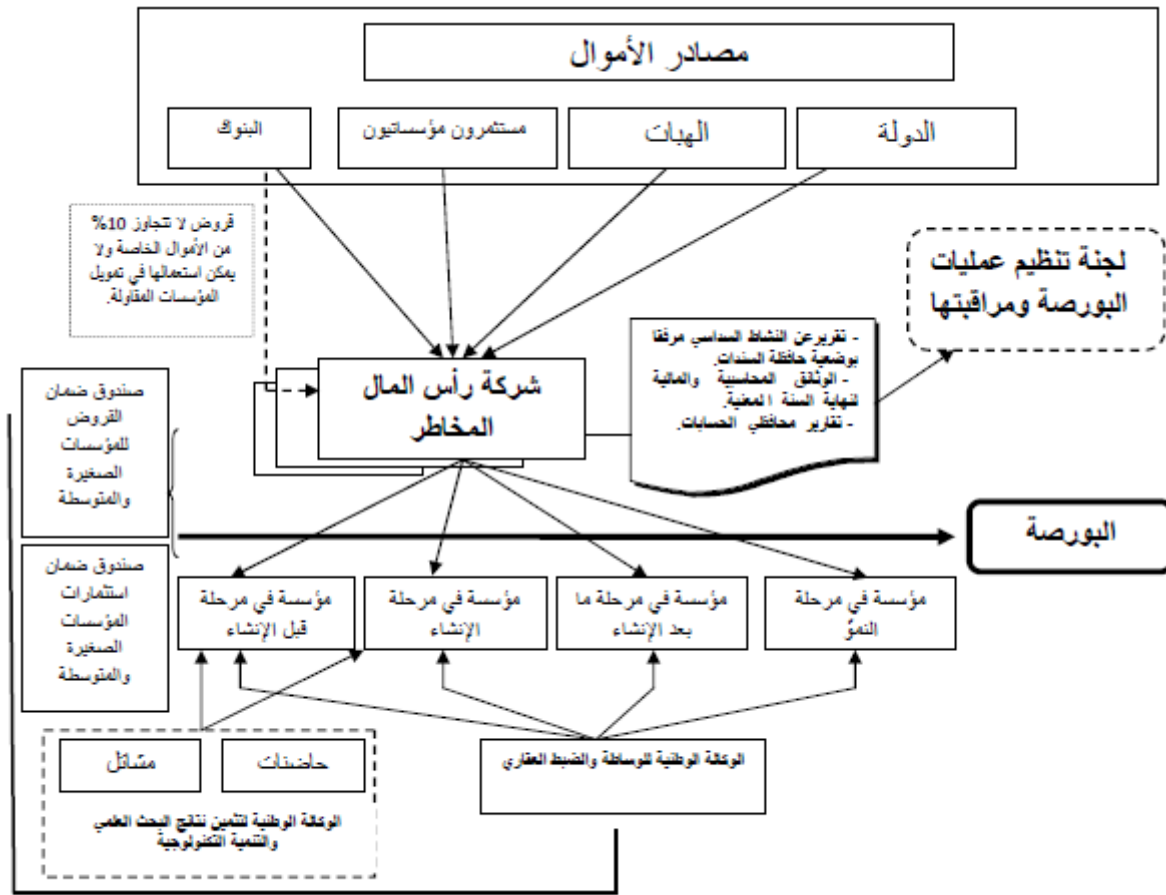 مصادر الأموال
الدولة
الهبات
مستثمرون مؤسساتيون
البنوك
قروض لا تتجاوز 10%
من الأموال الخاصة ولا
يمكن استعمالها في تمويل
المؤسسات المقاولة.
لجنة تنظيم عمليات
البورصة ومراقبتها
- تقريرعن النشاط السداسي مرفقا
بوضعية حافظة السندات.
- الوثائق المحاسبية والمالية
لنهاية السنة المعنية.
- تقارير محافظي الحسابات.
شركة رأس المال
المخاطر
صندوق ضمان
القروض
للمؤسسات
الصغيرة
والمتوسطة
البورصة
صندوق ضمان
استثمارات
المؤسسات
الصغيرة
والمتوسطة
مؤسسة في مرحلة
النموّ
مؤسسة في مرحلة ما
بعد الإنشاء
مؤسسة في مرحلة
الإنشاء
مؤسسة في مرحلة
قبل الإنشاء
الوكالة الوطنية للوساطة والضبط العقاري
حاضنات
مشاتل
الوكالة الوطنية لتثمين نتائج البحث العلمي
والتنمية التكنولوجية